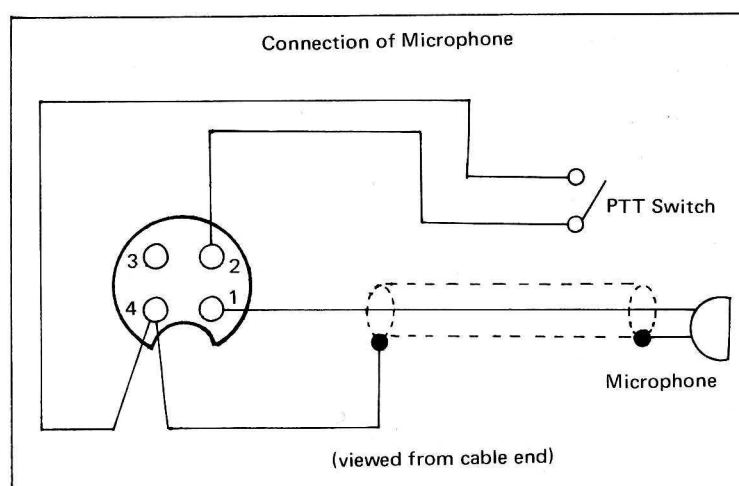 Connection of Microphone
PTT Switch
3
2
4
1
Microphone
(viewed from cable end)